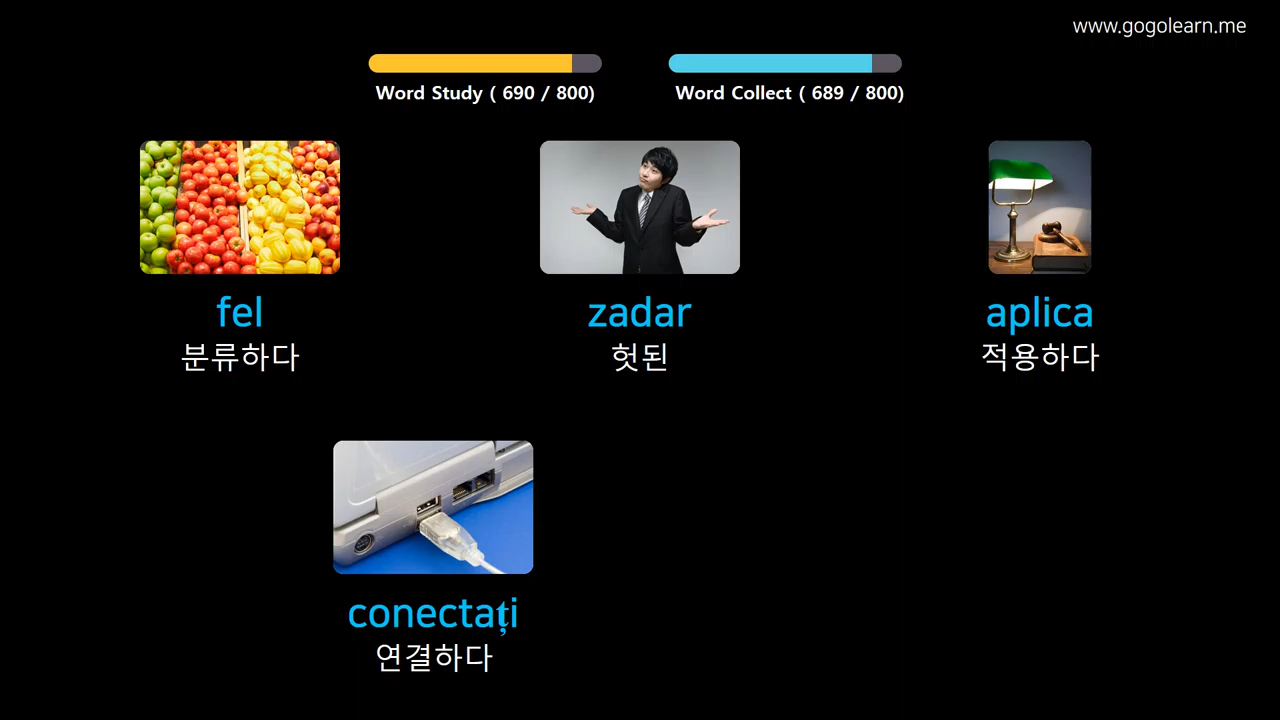 www.gogolearn.me
Word Study ( 690 / 800)
Word Collect ( 689 / 800)
fel
분류하다
zadar
헛된
aplica
적용하다
conectați
연결하다